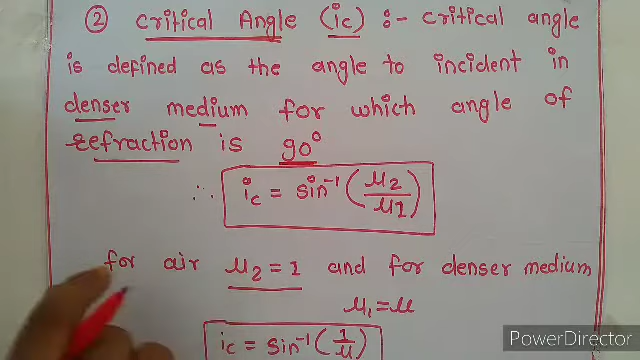 ② Critical Angle (ic) :- critical angle
is defined as the angle to incident in
denser medium for which angle of
refraction is 90°
∴ ic = sin⁻¹ (μ2/μ1)
for air μ2 = 1 and for denser medium
μ1 = μ
ic = sin⁻¹ (1/μ)
PowerDirector